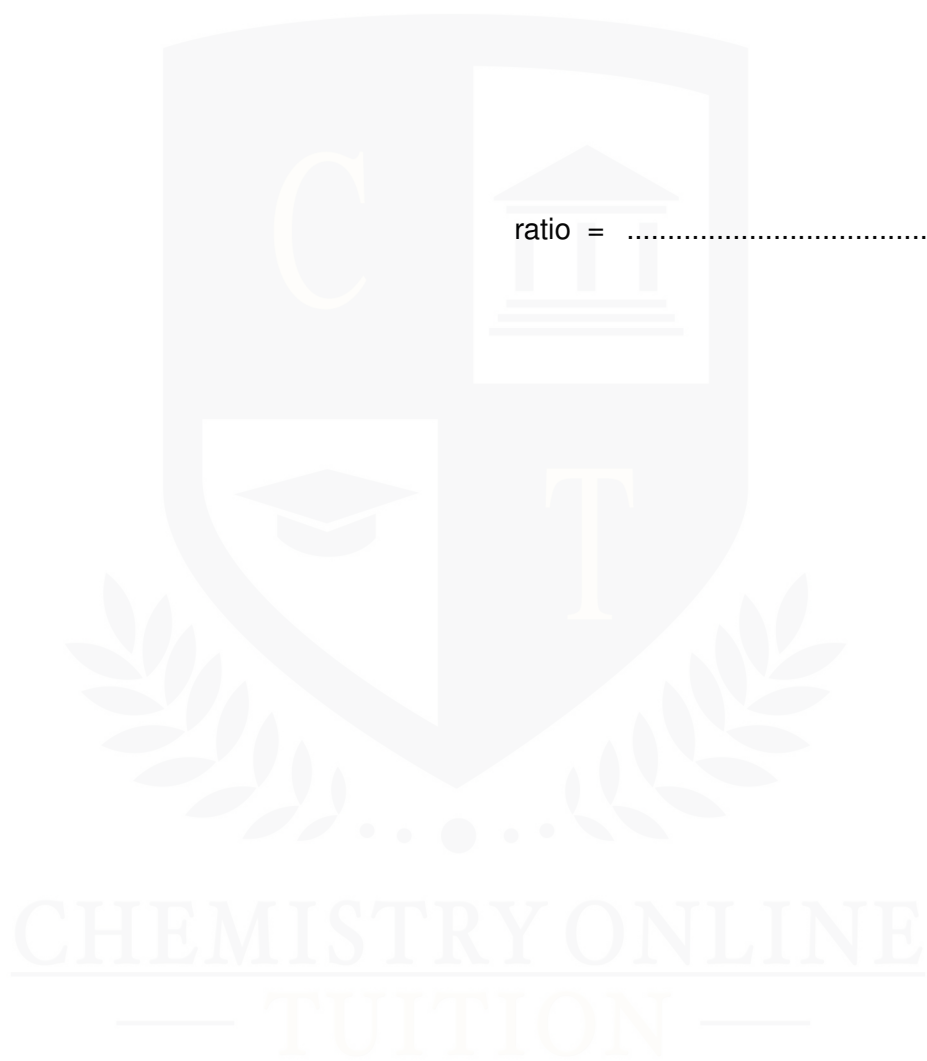 C
ratio = ....................................
T
CHEMISTRY ONLINE
TUITION